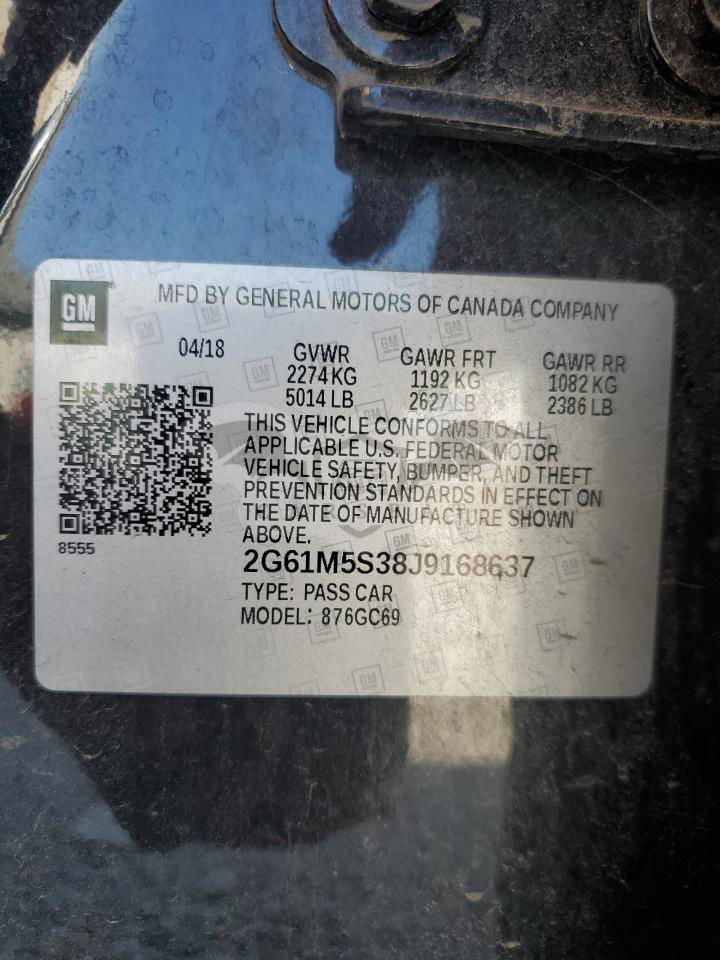 GM
MFD BY GENERAL MOTORS OF CANADA COMPANY
04/18
GVWR
2274 KG
5014 LB
GAWR FRT
1192 KG
2627 LB
GAWR RR
1082 KG
2386 LB
THIS VEHICLE CONFORMS TO ALL
APPLICABLE U.S. FEDERAL MOTOR
VEHICLE SAFETY, BUMPER, AND THEFT
PREVENTION STANDARDS IN EFFECT ON
THE DATE OF MANUFACTURE SHOWN
ABOVE.
8555
2G61M5S38J9168637
TYPE: PASS CAR
MODEL: 876GC69